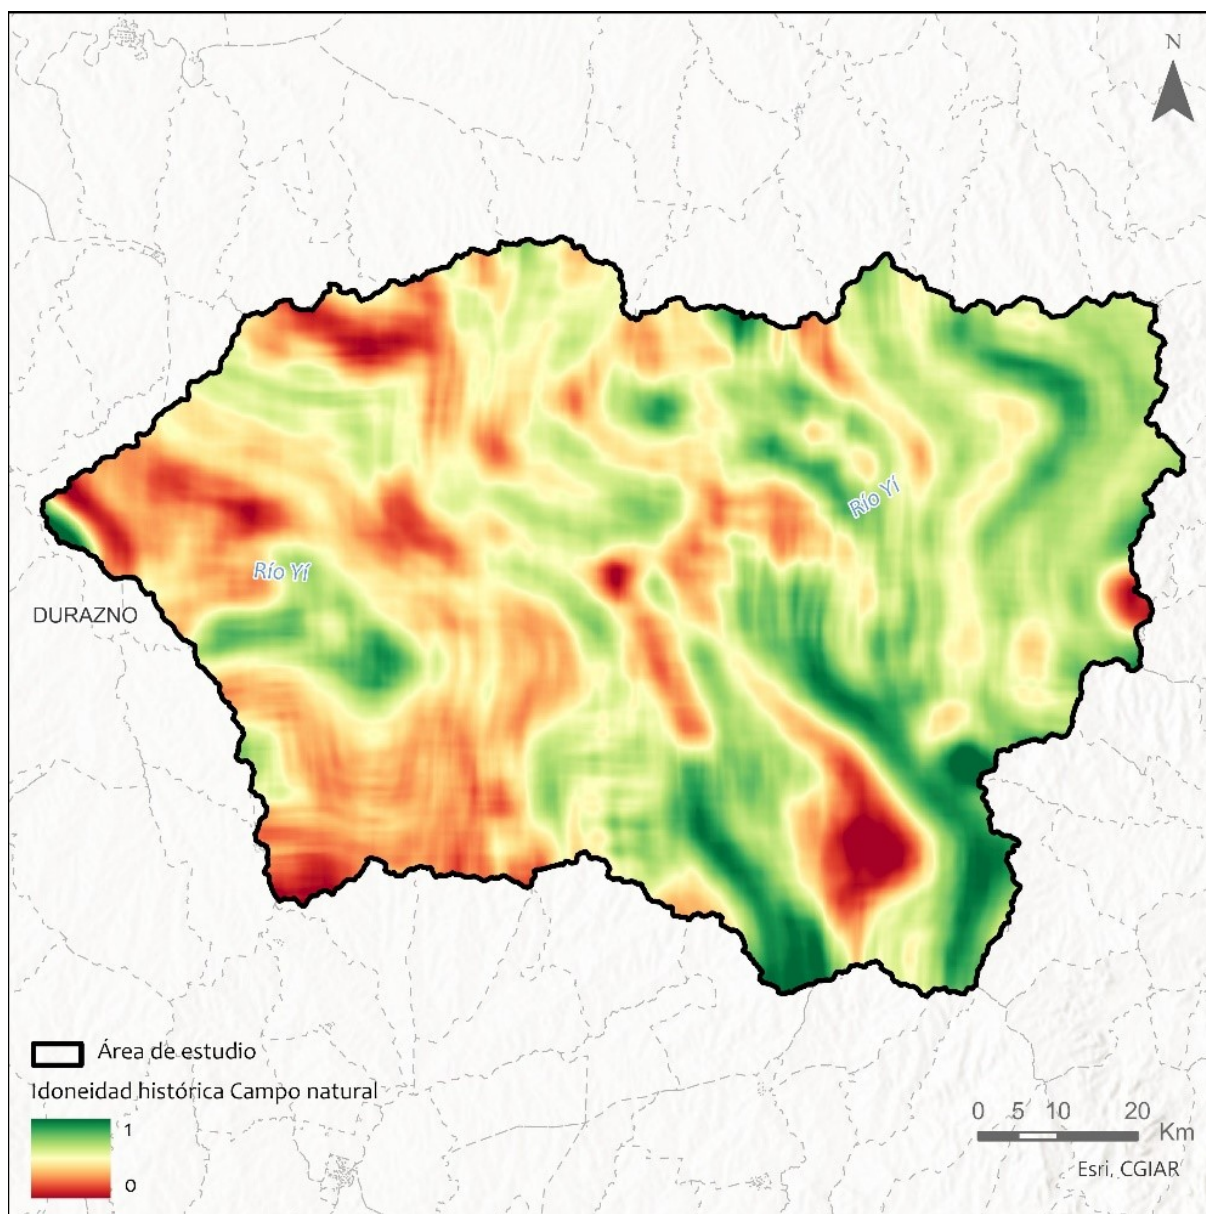 N
Río Yí
Río Yí
DURAZNO
Área de estudio
Idoneidad histórica Campo natural
1
0
0 5 10 20
Km
Esri, CGIAR